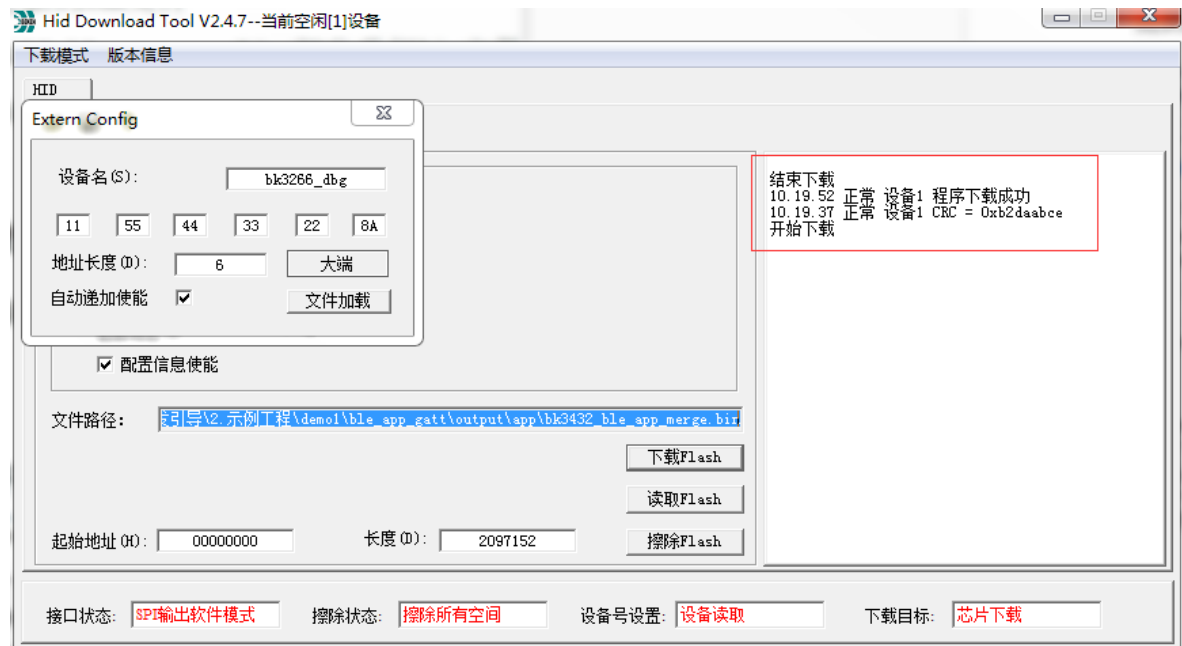 Hid Download Tool V2.4.7--当前空闲[1]设备
下载模式 版本信息
HID
Extern Config
设备名(S): bk3266_dbg
11 55 44 33 22 8A
地址长度(D): 6 大端
自动递加使能 文件加载
配置信息使能
结束下载
10.19.52 正常 设备1 程序下载成功
10.19.37 正常 设备1 CRC = 0xb2daabce
开始下载
文件路径: 引导\2.示例工程\demo1\ble_app_gatt\output\app\bk3432_ble_app_merge.bin
下载Flash
读取Flash
起始地址(H): 00000000 长度(D): 2097152 擦除Flash
接口状态: SPI输出软件模式 擦除状态: 擦除所有空间 设备号设置: 设备读取 下载目标: 芯片下载